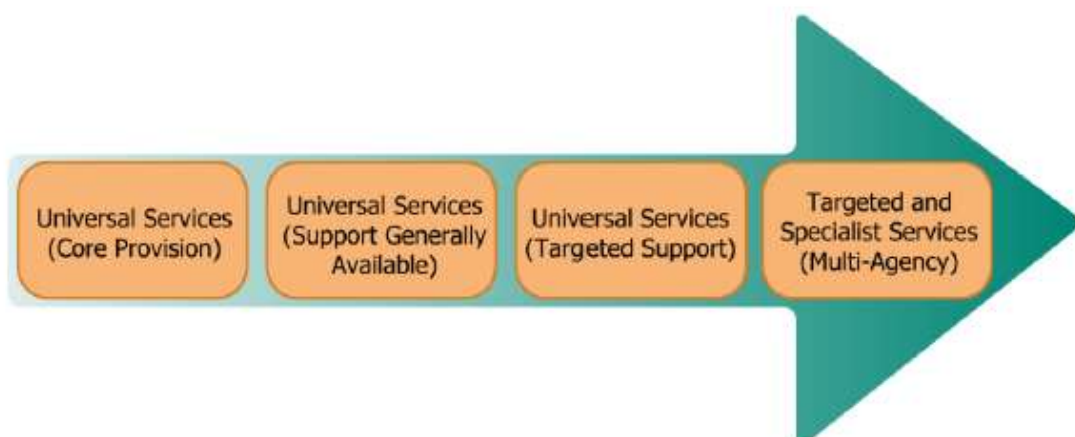 Universal Services
(Core Provision)
Universal Services
(Support Generally
Available)
Universal Services
(Targeted Support)
Targeted and
Specialist Services
(Multi-Agency)